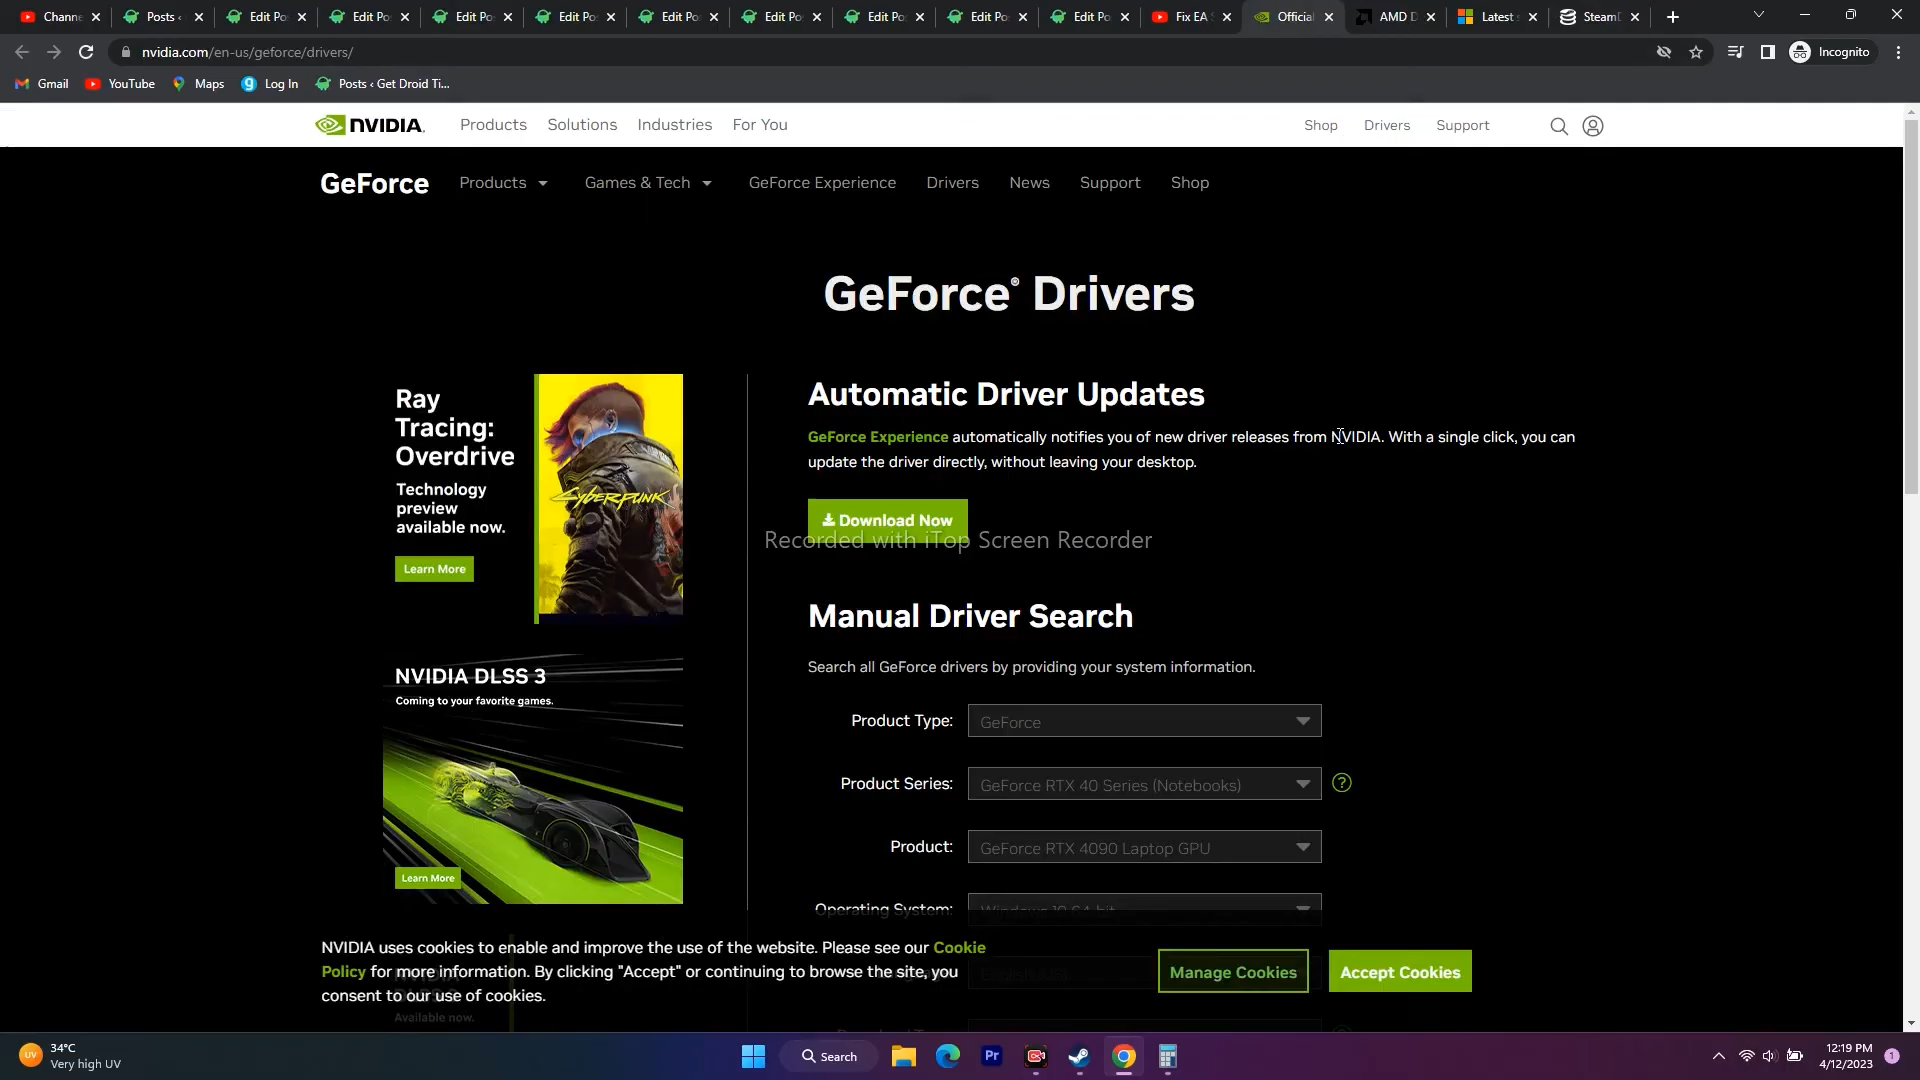 Channe
Posts ‹
Edit Po
Edit Po
Edit Po
Edit Po
Edit Po
Edit Po
Edit Po
Edit Po
Edit Po
Fix EA S
Official
AMD D
Latest s
SteamD
nvidia.com/en-us/geforce/drivers/
Incognito
Gmail
YouTube
Maps
Log In
Posts ‹ Get Droid Ti...
NVIDIA.
Products
Solutions
Industries
For You
Shop
Drivers
Support
GeForce
Products
Games & Tech
GeForce Experience
Drivers
News
Support
Shop
GeForce® Drivers
Ray
Tracing:
Overdrive
Technology
preview
available now.
Learn More
Cyberpunk
NVIDIA DLSS 3
Coming to your favorite games.
Learn More
Available now.
Automatic Driver Updates
GeForce Experience automatically notifies you of new driver releases from NVIDIA. With a single click, you can
update the driver directly, without leaving your desktop.
Download Now
Recorded with iTop Screen Recorder
Manual Driver Search
Search all GeForce drivers by providing your system information.
Product Type:
GeForce
Product Series:
GeForce RTX 40 Series (Notebooks)
?
Product:
GeForce RTX 4090 Laptop GPU
Operating System:
Windows 10 64-bit
NVIDIA uses cookies to enable and improve the use of the website. Please see our Cookie
Policy for more information. By clicking "Accept" or continuing to browse the site, you
consent to our use of cookies.
Manage Cookies
Accept Cookies
UV
34°C
Very high UV
Search
Pr
12:19 PM
4/12/2023
1